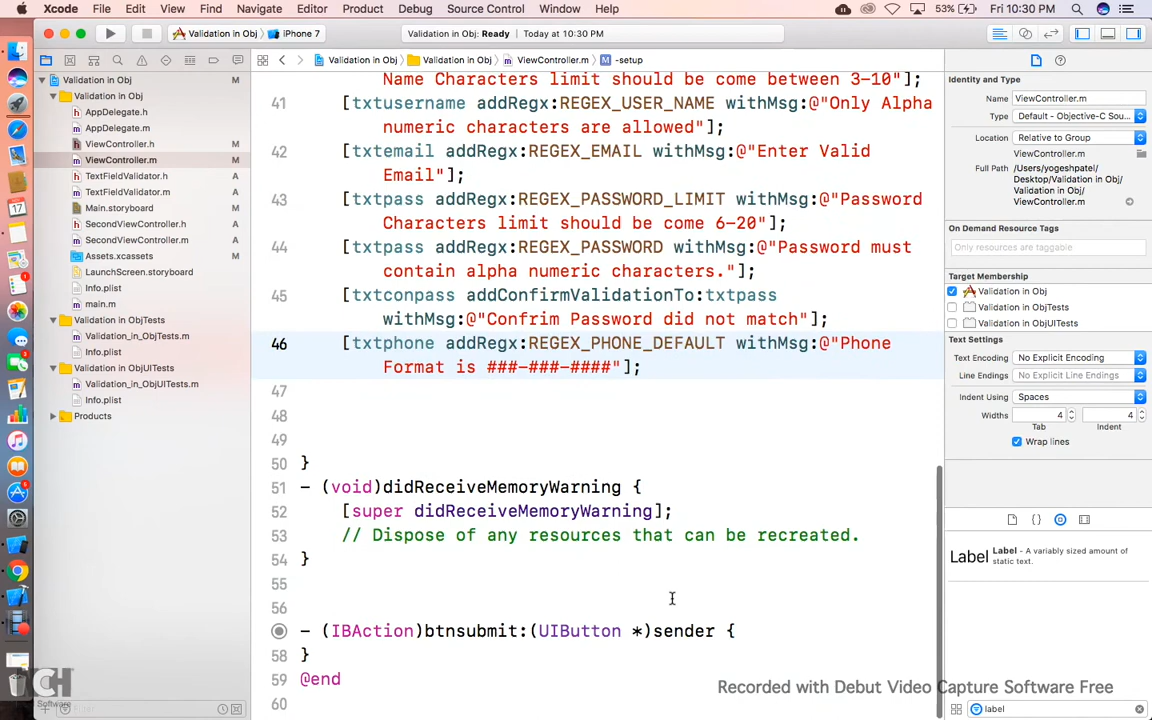 Xcode File Edit View Find Navigate Editor Product Debug Source Control Window Help 53% Fri 10:30 PM
Validation in Obj iPhone 7 Validation in Obj: Ready Today at 10:30 PM
Validation in Obj Validation in Obj ViewController.m M -setup
Validation in Obj M
Validation in Obj
AppDelegate.h
AppDelegate.m
ViewController.h M
ViewController.m M
TextFieldValidator.h A
TextFieldValidator.m A
Main.storyboard M
SecondViewController.h A
SecondViewController.m A
Assets.xcassets M
LaunchScreen.storyboard
Info.plist
main.m
Validation in ObjTests
Validation_in_ObjTests.m
Info.plist
Validation in ObjUITests
Validation_in_ObjUITests.m
Info.plist
Products
Filter
Name Characters limit should be come between 3-10"];
41 [txtusername addRegx:REGEX_USER_NAME withMsg:@"Only Alpha
numeric characters are allowed"];
42 [txtemail addRegx:REGEX_EMAIL withMsg:@"Enter Valid
Email"];
43 [txtpass addRegx:REGEX_PASSWORD_LIMIT withMsg:@"Password
Characters limit should be come 6-20"];
44 [txtpass addRegx:REGEX_PASSWORD withMsg:@"Password must
contain alpha numeric characters."];
45 [txtconpass addConfirmValidationTo:txtpass
withMsg:@"Confrim Password did not match"];
46 [txtphone addRegx:REGEX_PHONE_DEFAULT withMsg:@"Phone
Format is ###-###-####"];
47
48
49
50 }
51 - (void)didReceiveMemoryWarning {
52 [super didReceiveMemoryWarning];
53 // Dispose of any resources that can be recreated.
54 }
55
56
- (IBAction)btnsubmit:(UIButton *)sender {
58 }
59 @end
60
Identity and Type
Name ViewController.m
Type Default - Objective-C Sou...
Location Relative to Group
ViewController.m
Full Path /Users/yogeshpatel/
Desktop/Validation in Obj/
Validation in Obj/
ViewController.m
On Demand Resource Tags
Only resources are taggable
Target Membership
Validation in Obj
Validation in ObjTests
Validation in ObjUITests
Text Settings
Text Encoding No Explicit Encoding
Line Endings No Explicit Line Endings
Indent Using Spaces
Widths 4 4
Tab Indent
Wrap lines
Label Label - A variably sized amount of
static text.
label
NCH
Software
Recorded with Debut Video Capture Software Free